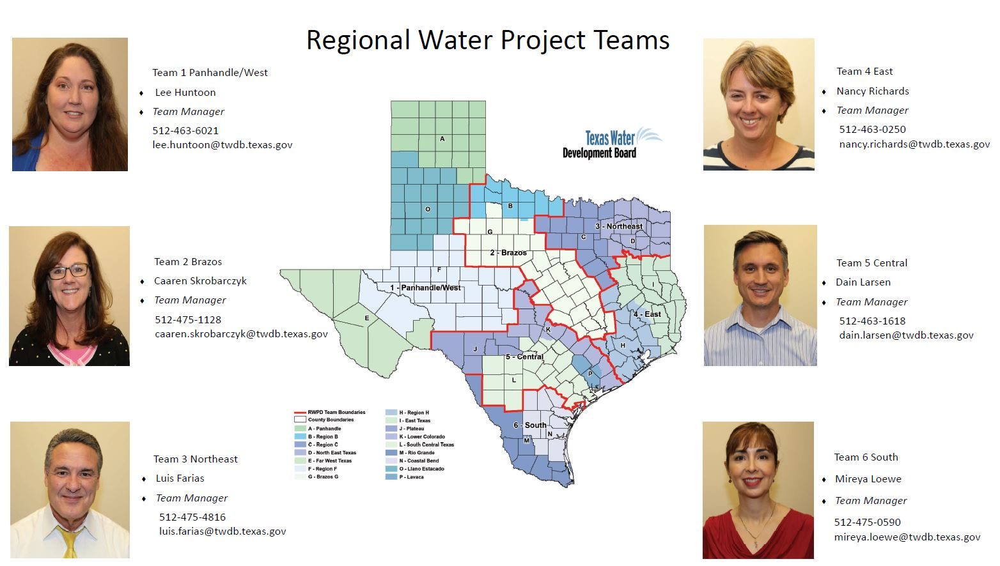 Regional Water Project Teams
Team 1 Panhandle/West
♦ Lee Huntoon
♦ Team Manager
512-463-6021
lee.huntoon@twdb.texas.gov
Team 2 Brazos
♦ Caaren Skrobarczyk
♦ Team Manager
512-475-1128
caaren.skrobarczyk@twdb.texas.gov
Team 3 Northeast
♦ Luis Farias
♦ Team Manager
512-475-4816
luis.farias@twdb.texas.gov
Texas Water
Development Board
A
O
B
G
3 - Northeast
C
D
2 - Brazos
F
1 - Panhandle/West
I
E
4 - East
K
H
J
5 - Central
P
L
6 - South
N
M
RWPD Team Boundaries
County Boundaries
A - Panhandle
B - Region B
C - Region C
D - North East Texas
E - Far West Texas
F - Region F
G - Brazos G
H - Region H
I - East Texas
J - Plateau
K - Lower Colorado
L - South Central Texas
M - Rio Grande
N - Coastal Bend
O - Llano Estacado
P - Lavaca
Team 4 East
♦ Nancy Richards
♦ Team Manager
512-463-0250
nancy.richards@twdb.texas.gov
Team 5 Central
♦ Dain Larsen
♦ Team Manager
512-463-1618
dain.larsen@twdb.texas.gov
Team 6 South
♦ Mireya Loewe
♦ Team Manager
512-475-0590
mireya.loewe@twdb.texas.gov